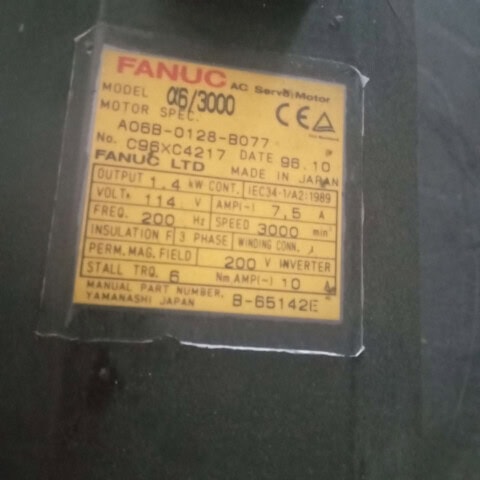 FANUC AC Servo Motor
MODEL α6/3000
MOTOR SPEC.
A06B-0128-B077
No. C96XC4217 DATE 96.10
FANUC LTD MADE IN JAPAN
OUTPUT 1.4 kW CONT. IEC34-1/A2:1989
VOLT~ 114 V AMP(~) 7.5 A
FREQ. 200 Hz SPEED 3000 min⁻¹
INSULATION F 3 PHASE WINDING CONN.
PERM. MAG. FIELD 200 V INVERTER
STALL TRQ. 6 Nm AMP(~) 10 A
MANUAL PART NUMBER. B-65142E
YAMANASHI JAPAN